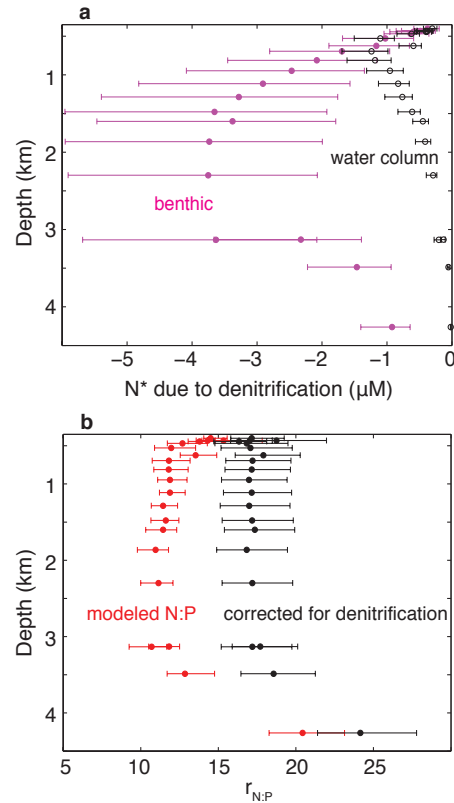 a
1
2
3
4
Depth (km)
water column
benthic
−5 −4 −3 −2 −1 0
N* due to denitrification (µM)
b
1
2
3
4
Depth (km)
modeled N:P corrected for denitrification
5 10 15 20 25
r_N:P